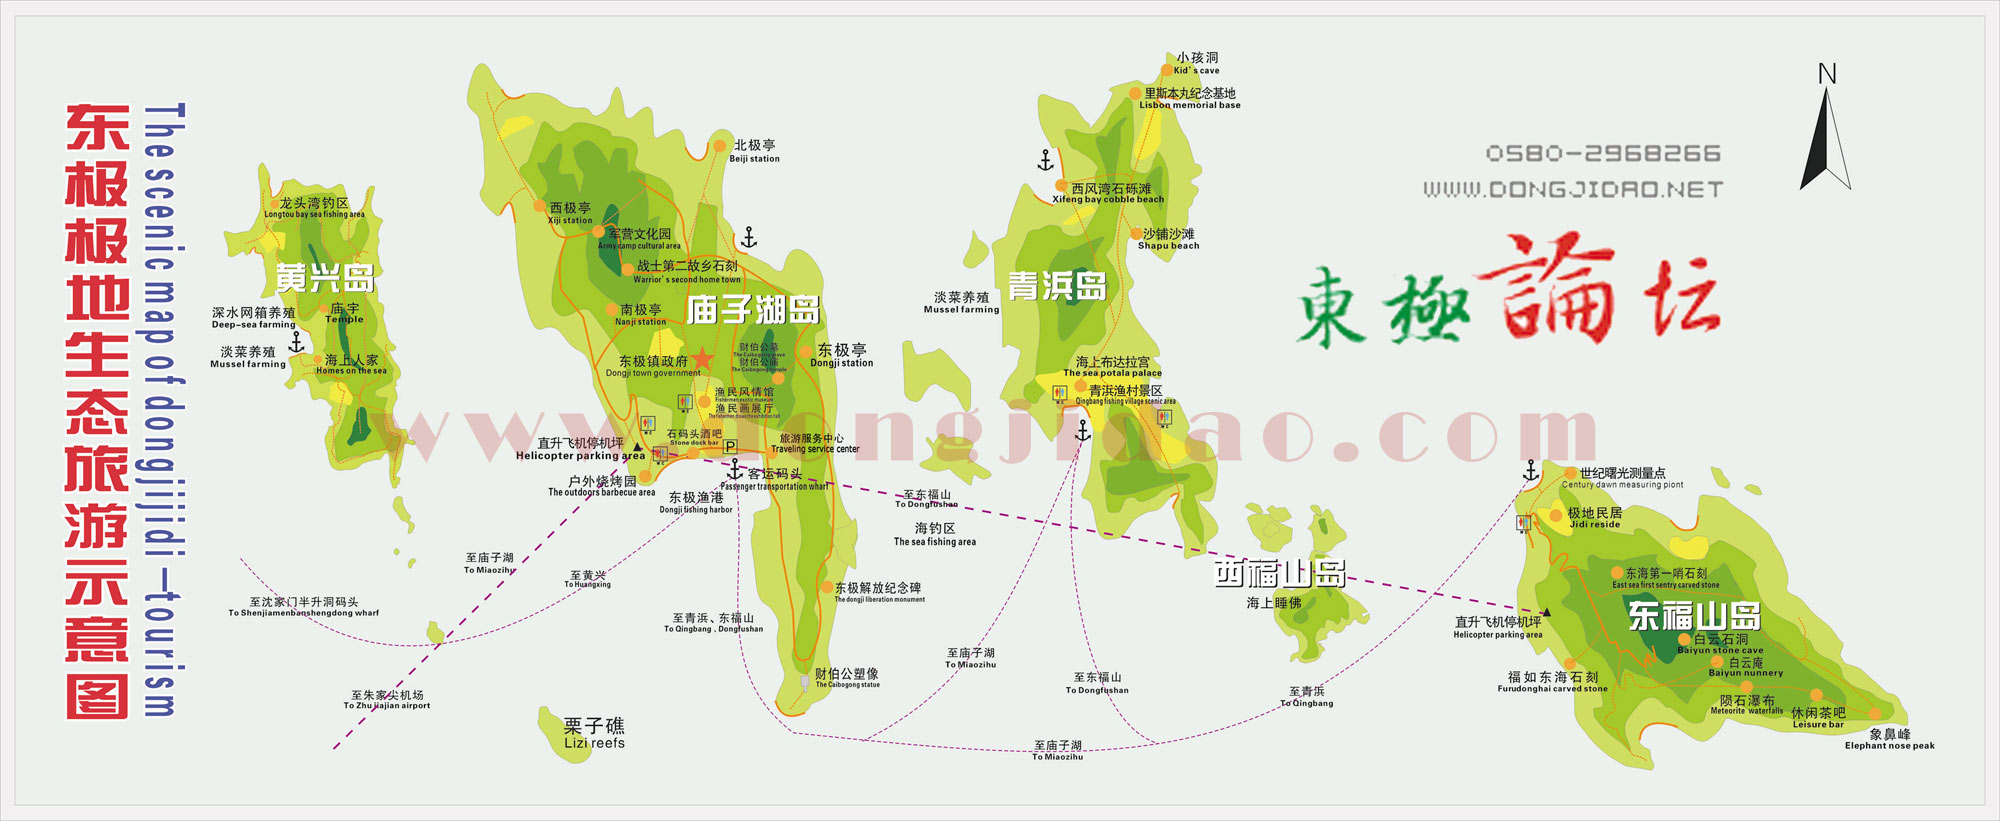 东极极地生态旅游示意图
The scenic map of dongjijidi-tourism
0580-2968266
WWW.DONGJIDAO.NET
東極論坛
N
www.dongjidao.com
龙头湾钓区
Longtou bay sea fishing area
黄兴岛
深水网箱养殖
Deep-sea farming
庙宇
Temple
淡菜养殖
Mussel farming
海上人家
Homes on the sea
北极亭
Beiji station
西极亭
Xiji station
军营文化园
Army camp cultural area
战士第二故乡石刻
Warrior's second home town
南极亭
Nanji station
庙子湖岛
东极镇政府
Dongji town government
财伯公墓
财伯公庙
东极亭
Dongji station
渔民风情馆
Fishermen exotic museum
渔民画展厅
石码头酒吧
Stone dock bar
P
旅游服务中心
Traveling service center
直升飞机停机坪
Helicopter parking area
客运码头
Passenger transportation wharf
户外烧烤园
The outdoors barbecue area
东极渔港
Dongji fishing harbor
东极解放纪念碑
The dongji liberation monument
财伯公塑像
The Caibogong statue
栗子礁
Lizi reefs
小孩洞
Kid's cave
里斯本丸纪念基地
Lisbon memorial base
西风湾石砾滩
Xifeng bay cobble beach
沙铺沙滩
Shapu beach
青浜岛
淡菜养殖
Mussel farming
海上布达拉宫
The sea potala palace
青浜渔村景区
Qingbang fishing village scenic area
至东福山
To Dongfushan
海钓区
The sea fishing area
西福山岛
海上睡佛
世纪曙光测量点
Century dawn measuring piont
极地民居
Jidi reside
东海第一哨石刻
East sea first sentry carved stone
东福山岛
直升飞机停机坪
Helicopter parking area
白云石洞
Baiyun stone cave
白云庵
Baiyun nunnery
福如东海石刻
Furudonghai carved stone
陨石瀑布
Meteorite waterfalls
休闲茶吧
Leisure bar
象鼻峰
Elephant nose peak
至庙子湖
To Miaozihu
至黄兴
To Huangxing
至沈家门半升洞码头
To Shenjiamenbanshengdong wharf
至朱家尖机场
To Zhujiajian airport
至青浜、东福山
To Qingbang、Dongfushan
至庙子湖
To Miaozihu
至东福山
To Dongfushan
至青浜
To Qingbang
至庙子湖
To Miaozihu